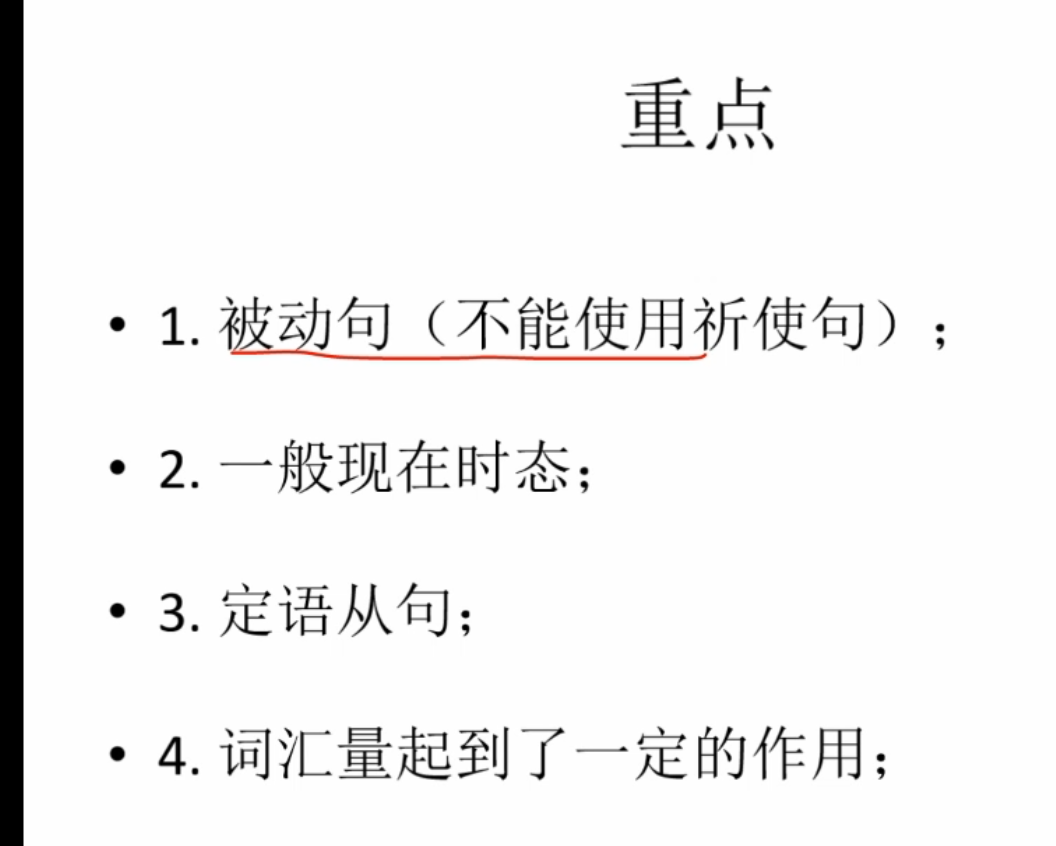 重点
• 1. 被动句（不能使用祈使句）;
• 2. 一般现在时态;
• 3. 定语从句;
• 4. 词汇量起到了一定的作用;